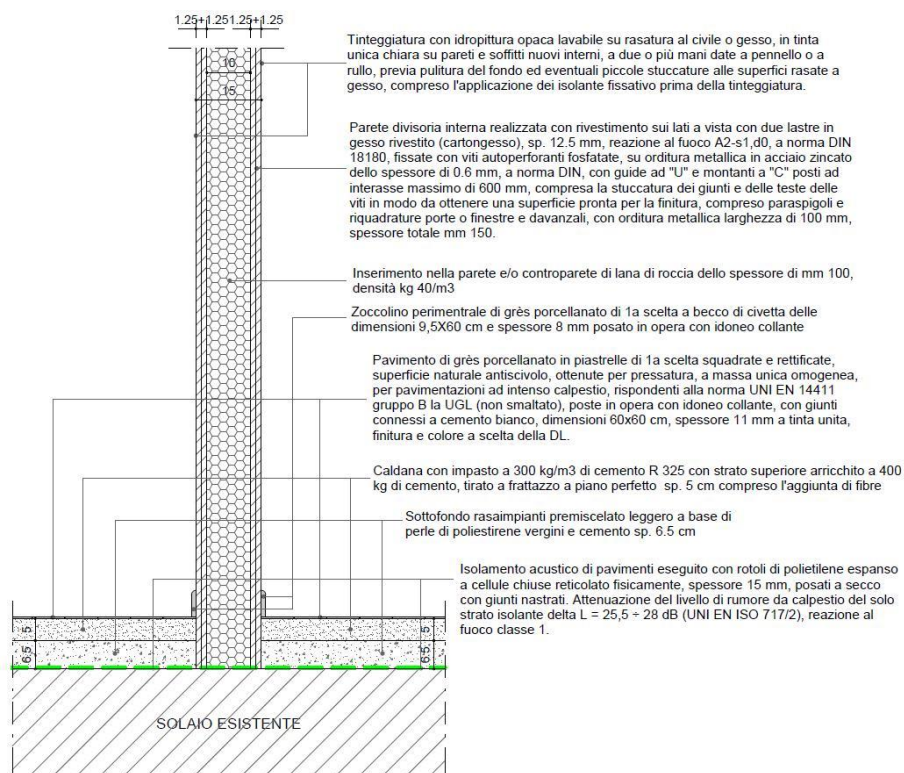 1.25+1.25 1.25+1.25
Tinteggiatura con idropittura opaca lavabile su rasatura al civile o gesso, in tinta
unica chiara su pareti e soffitti nuovi interni, a due o più mani date a pennello o a
rullo, previa pulitura del fondo ed eventuali piccole stuccature alle superfici rasate a
gesso, compreso l'applicazione dei isolante fissativo prima della tinteggiatura.
10
15
Parete divisoria interna realizzata con rivestimento sui lati a vista con due lastre in
gesso rivestito (cartongesso), sp. 12.5 mm, reazione al fuoco A2-s1,d0, a norma DIN
18180, fissate con viti autoperforanti fosfatate, su orditura metallica in acciaio zincato
dello spessore di 0.6 mm, a norma DIN, con guide ad "U" e montanti a "C" posti ad
interasse massimo di 600 mm, compresa la stuccatura dei giunti e delle teste delle
viti in modo da ottenere una superficie pronta per la finitura, compreso paraspigoli e
riquadrature porte o finestre e davanzali, con orditura metallica larghezza di 100 mm,
spessore totale mm 150.
Inserimento nella parete e/o controparete di lana di roccia dello spessore di mm 100,
densità kg 40/m3
Zoccolino perimentrale di grès porcellanato di 1a scelta a becco di civetta delle
dimensioni 9,5X60 cm e spessore 8 mm posato in opera con idoneo collante
Pavimento di grès porcellanato in piastrelle di 1a scelta squadrate e rettificate,
superficie naturale antiscivolo, ottenute per pressatura, a massa unica omogenea,
per pavimentazioni ad intenso calpestio, rispondenti alla norma UNI EN 14411
gruppo B la UGL (non smaltato), poste in opera con idoneo collante, con giunti
connessi a cemento bianco, dimensioni 60x60 cm, spessore 11 mm a tinta unita,
finitura e colore a scelta della DL.
Caldana con impasto a 300 kg/m3 di cemento R 325 con strato superiore arricchito a 400
kg di cemento, tirato a frattazzo a piano perfetto sp. 5 cm compreso l'aggiunta di fibre
Sottofondo rasaimpianti premiscelato leggero a base di
perle di poliestirene vergini e cemento sp. 6.5 cm
Isolamento acustico di pavimenti eseguito con rotoli di polietilene espanso
a cellule chiuse reticolato fisicamente, spessore 15 mm, posati a secco
con giunti nastrati. Attenuazione del livello di rumore da calpestio del solo
strato isolante delta L = 25,5 ÷ 28 dB (UNI EN ISO 717/2), reazione al
fuoco classe 1.
5
5
6.5
6.5
SOLAIO ESISTENTE